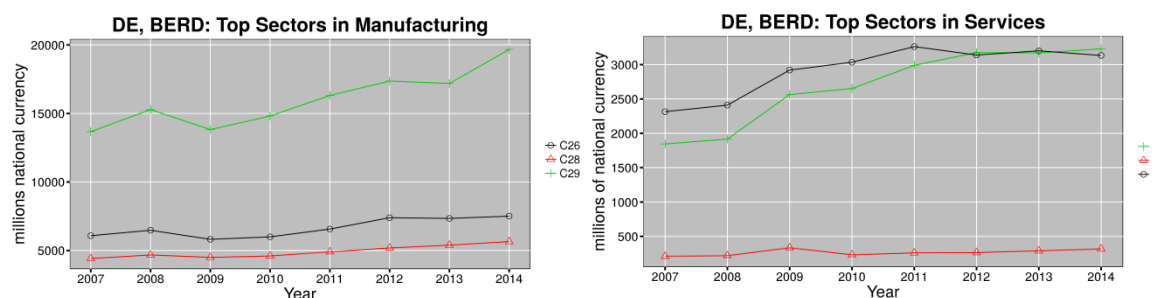 DE, BERD: Top Sectors in Manufacturing
millions national currency
20000
15000
10000
5000
2007 2008 2009 2010 2011 2012 2013 2014
Year
C26
C28
C29
DE, BERD: Top Sectors in Services
millions of national currency
3000
2500
2000
1500
1000
500
2007 2008 2009 2010 2011 2012 2013 2014
Year